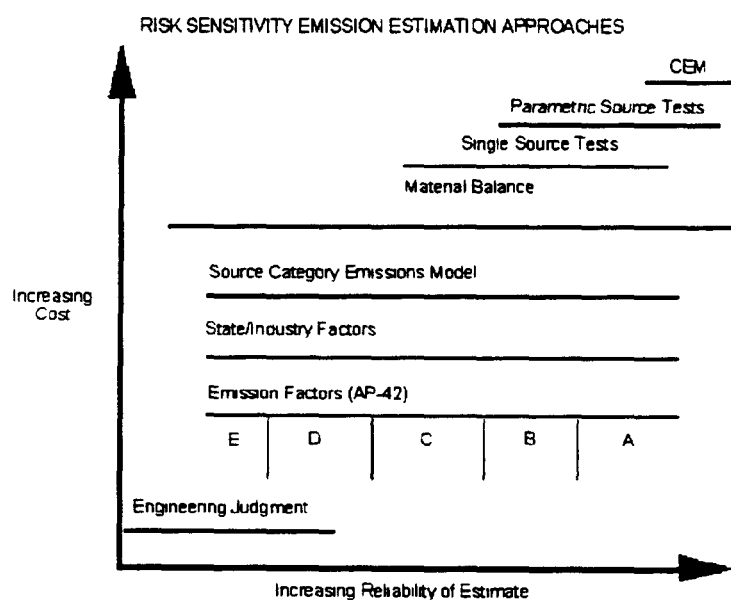 RISK SENSITIVITY EMISSION ESTIMATION APPROACHES
CEM
Parametric Source Tests
Single Source Tests
Material Balance
Source Category Emissions Model
Increasing
Cost
State/Industry Factors
Emission Factors (AP-42)
E D C B A
Engineering Judgment
Increasing Reliability of Estimate